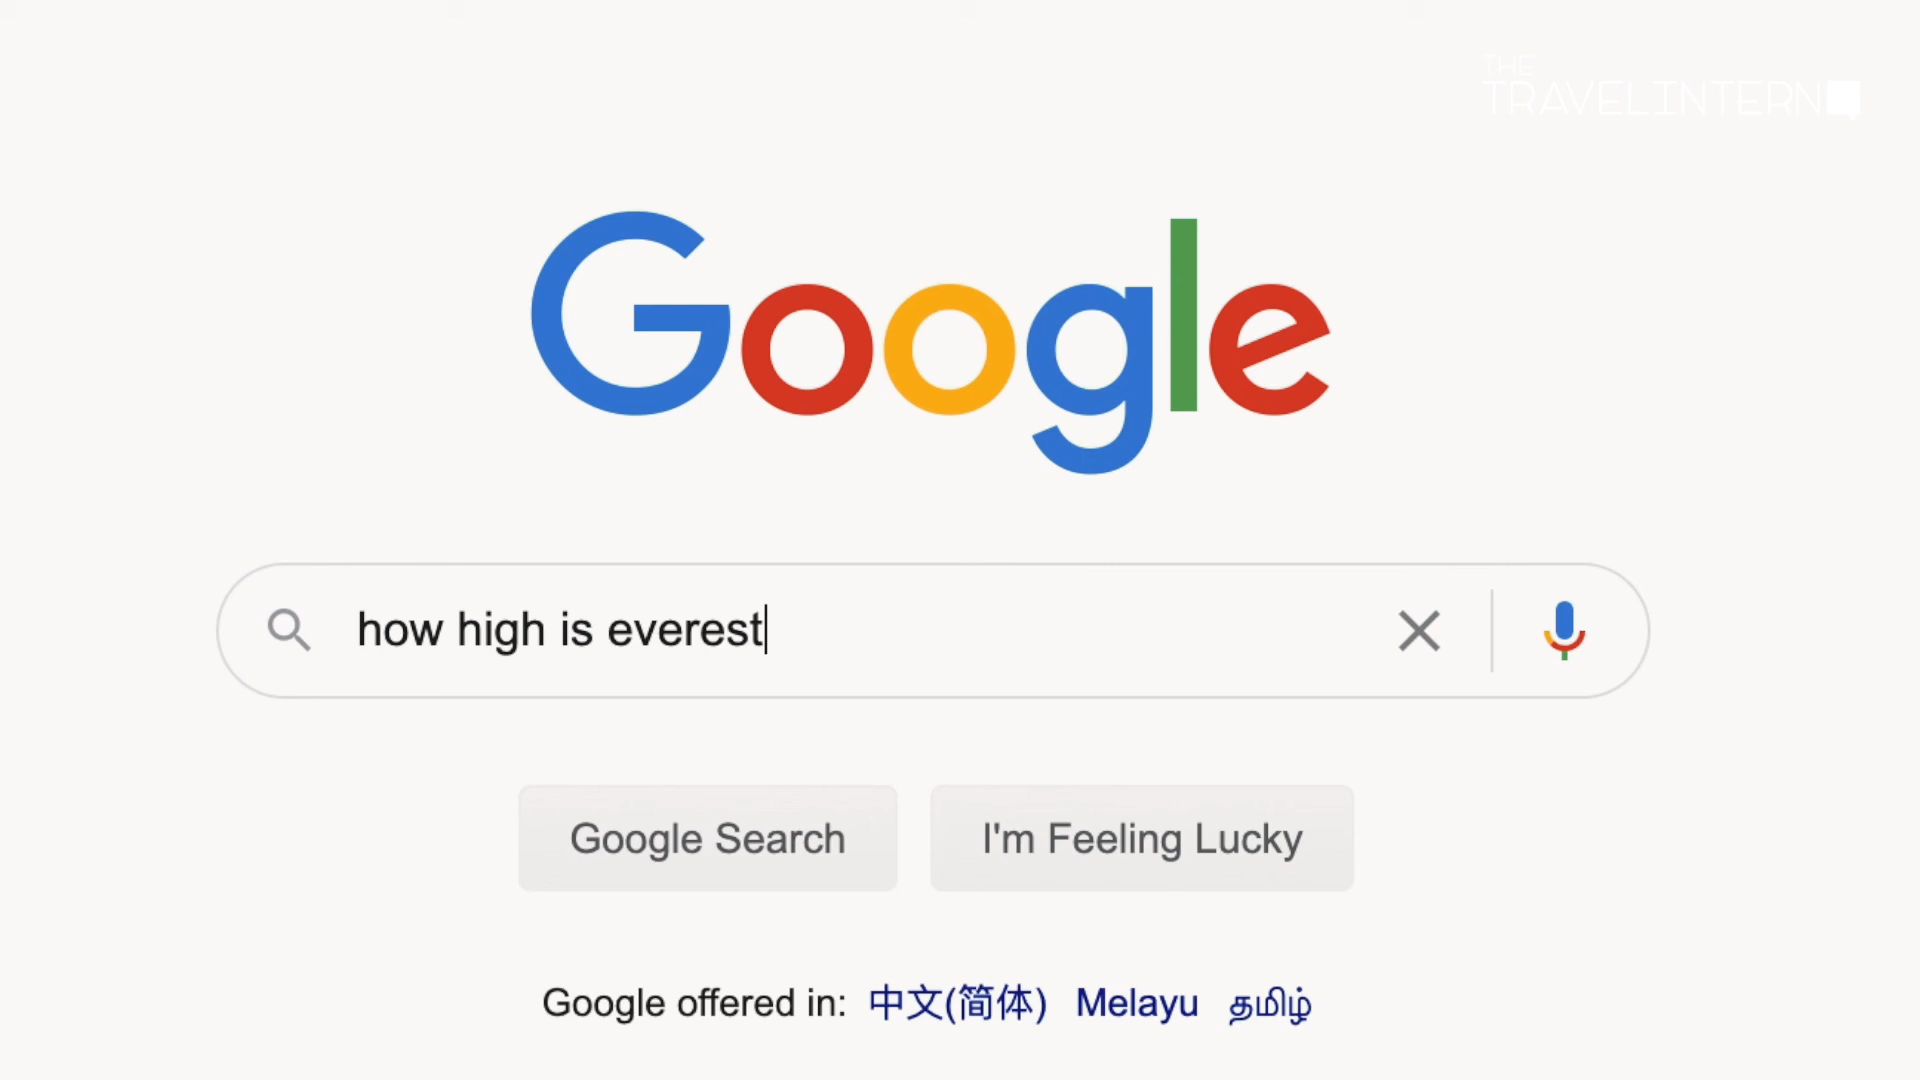 THE
TRAVELINTERN
Google
how high is everest
Google Search
I'm Feeling Lucky
Google offered in: 中文(简体) Melayu தமிழ்